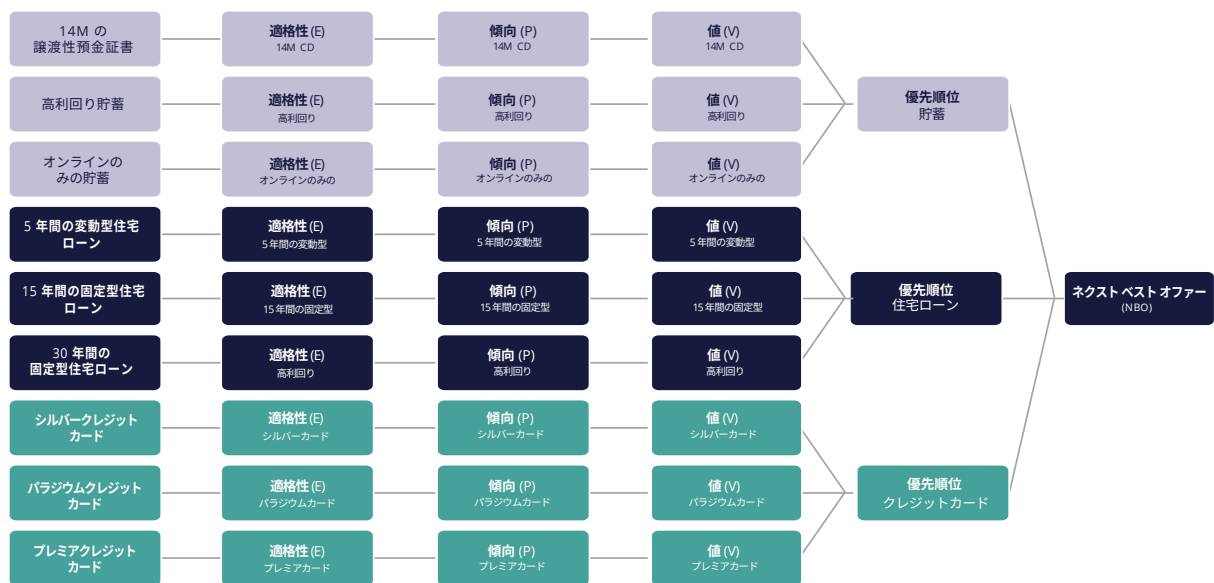 14M の
譲渡性預金証書
適格性(E)
14M CD
傾向 (P)
14M CD
値 (V)
14M CD
高利回り貯蓄
適格性(E)
高利回り
傾向 (P)
高利回り
値 (V)
高利回り
優先順位
貯蓄
オンラインの
みの貯蓄
適格性(E)
オンラインのみの
傾向 (P)
オンラインのみの
値 (V)
オンラインのみの
5 年間の変動型住宅
ローン
適格性(E)
5 年間の変動型
傾向 (P)
5 年間の変動型
値 (V)
5 年間の変動型
15 年間の固定型住宅
ローン
適格性(E)
15 年間の固定型
傾向 (P)
15 年間の固定型
値 (V)
15 年間の固定型
優先順位
住宅ローン
ネクスト ベスト オファー
(NBO)
30 年間の
固定型住宅ローン
適格性(E)
高利回り
傾向 (P)
高利回り
値 (V)
高利回り
シルバークレジット
カード
適格性(E)
シルバーカード
傾向 (P)
シルバーカード
値 (V)
シルバーカード
パラジウムクレジット
カード
適格性(E)
パラジウムカード
傾向 (P)
パラジウムカード
値 (V)
パラジウムカード
優先順位
クレジットカード
プレミアクレジット
カード
適格性(E)
プレミアカード
傾向 (P)
プレミアカード
値 (V)
プレミアカード